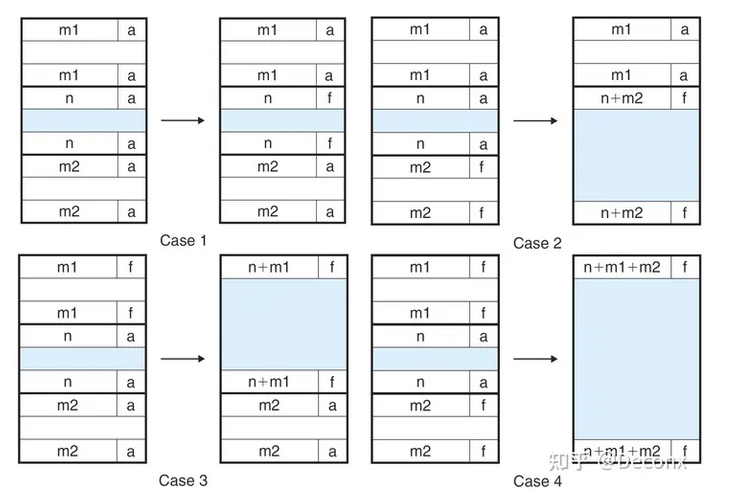 m1 a m1 a m1 a m1 a
m1 a m1 a m1 a m1 a
n a n f n a n+m2 f
n a n f n a
m2 a m2 a m2 f
m2 a m2 a m2 f n+m2 f
Case 1 Case 2
m1 f n+m1 f m1 f n+m1+m2 f
m1 f m1 f
n a n a
n a n+m1 f n a
m2 a m2 a m2 f
m2 a m2 a m2 f n+m1+m2 f
知乎 @Deconx
Case 3 Case 4